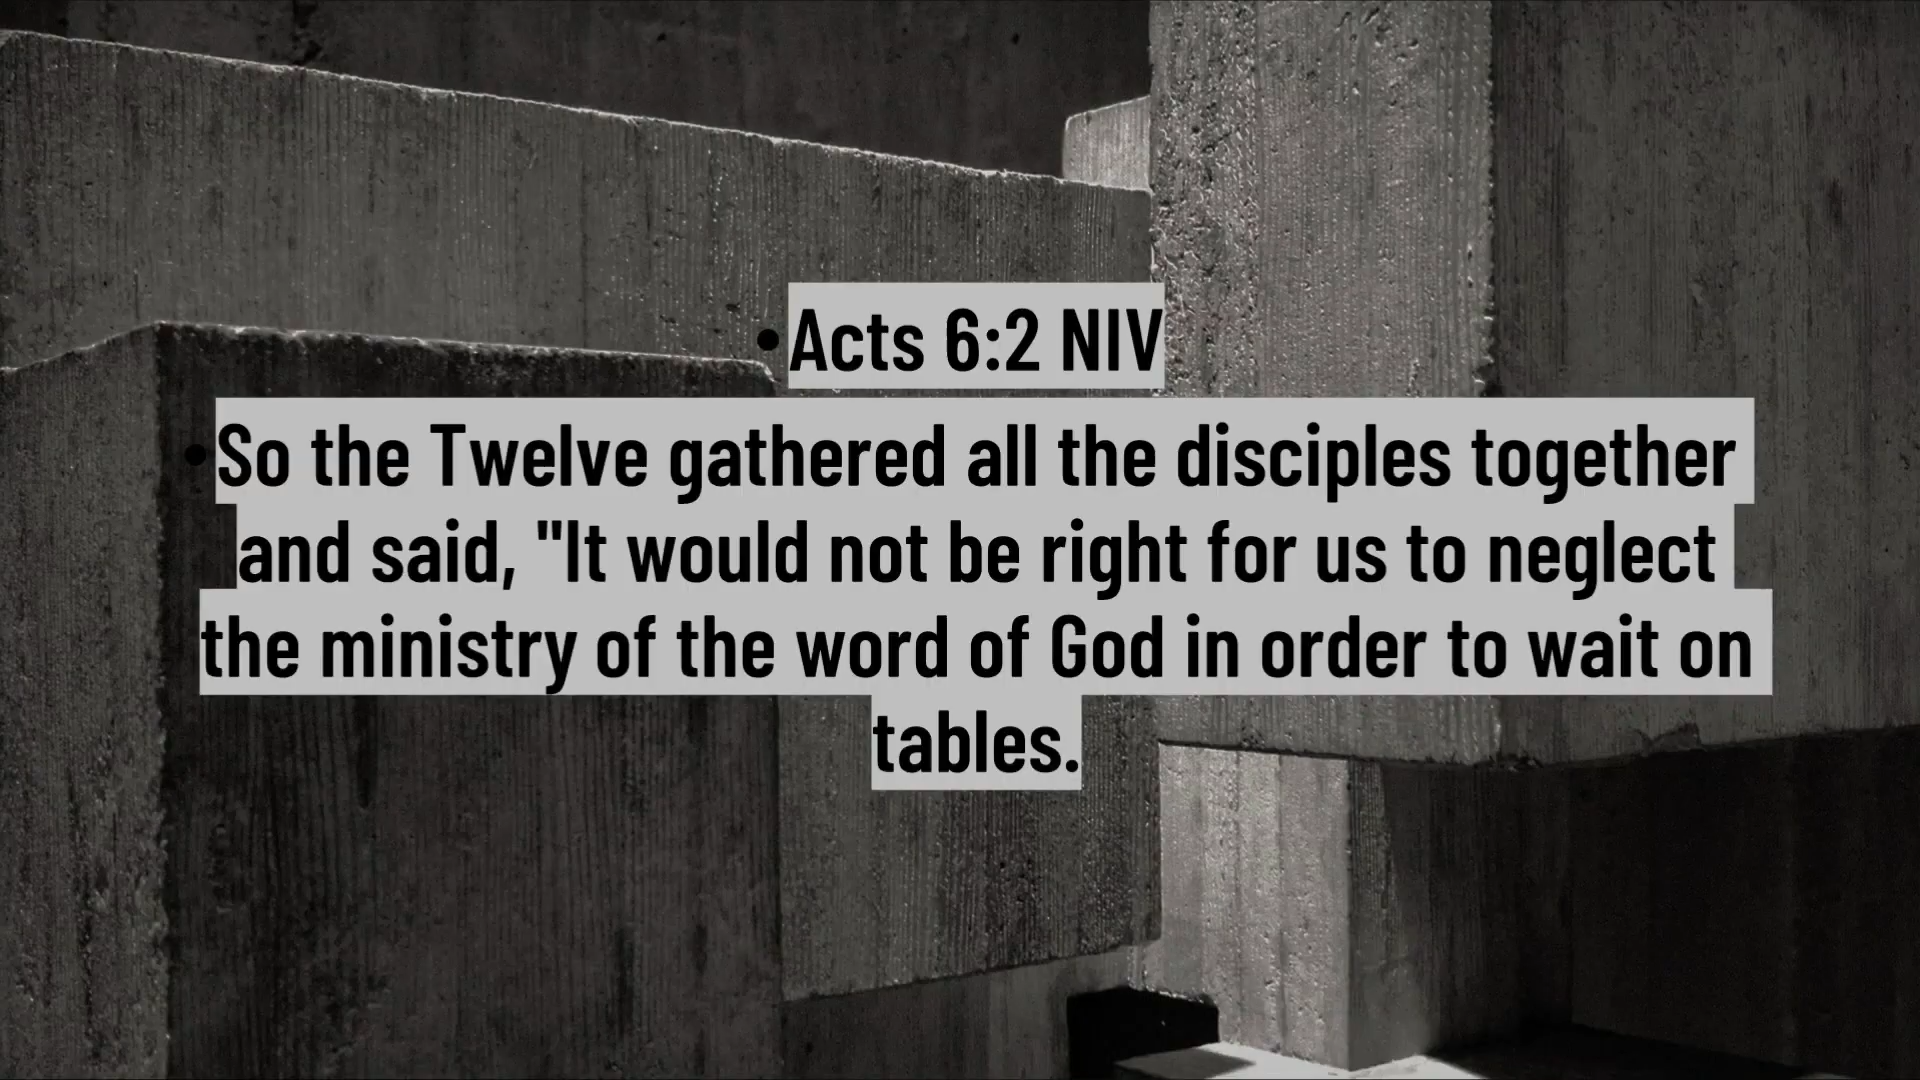 •Acts 6:2 NIV
•So the Twelve gathered all the disciples together
and said, "It would not be right for us to neglect
the ministry of the word of God in order to wait on
tables.